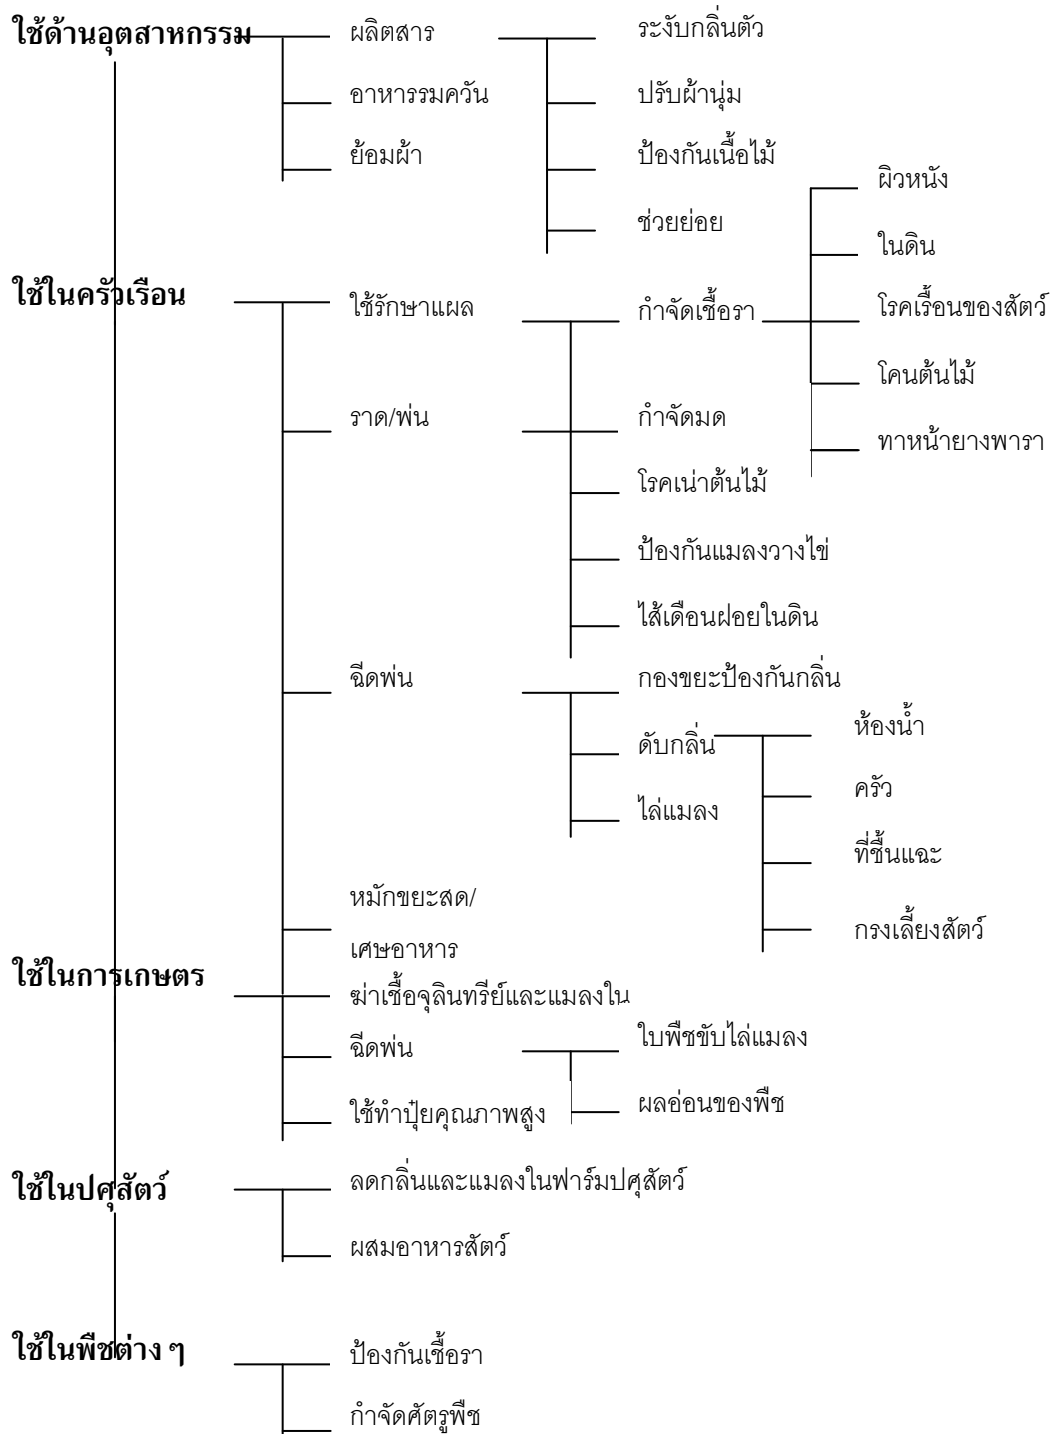 ใช้ด้านอุตสาหกรรม
ผลิตสาร
ระงับกลิ่นตัว
อาหารรมควัน
ปรับผ้านุ่ม
ย้อมผ้า
ป้องกันเนื้อไม้
ช่วยย่อย
ผิวหนัง
ในดิน
ใช้ในครัวเรือน
ใช้รักษาแผล
กำจัดเชื้อรา
โรคเรื้อนของสัตว์
โคนต้นไม้
ราด/พ่น
กำจัดมด
ทาหน้ายางพารา
โรคเน่าต้นไม้
ป้องกันแมลงวางไข่
ไส้เดือนฝอยในดิน
ฉีดพ่น
กองขยะป้องกันกลิ่น
ดับกลิ่น
ห้องน้ำ
ไล่แมลง
ครัว
ที่ชื้นแฉะ
กรงเลี้ยงสัตว์
หมักขยะสด/
เศษอาหาร
ใช้ในการเกษตร
ฆ่าเชื้อจุลินทรีย์และแมลงใน
ฉีดพ่น
ใบพืชขับไล่แมลง
ใช้ทำปุ๋ยคุณภาพสูง
ผลอ่อนของพืช
ใช้ในปศุสัตว์
ลดกลิ่นและแมลงในฟาร์มปศุสัตว์
ผสมอาหารสัตว์
ใช้ในพืชต่าง ๆ
ป้องกันเชื้อรา
กำจัดศัตรูพืช